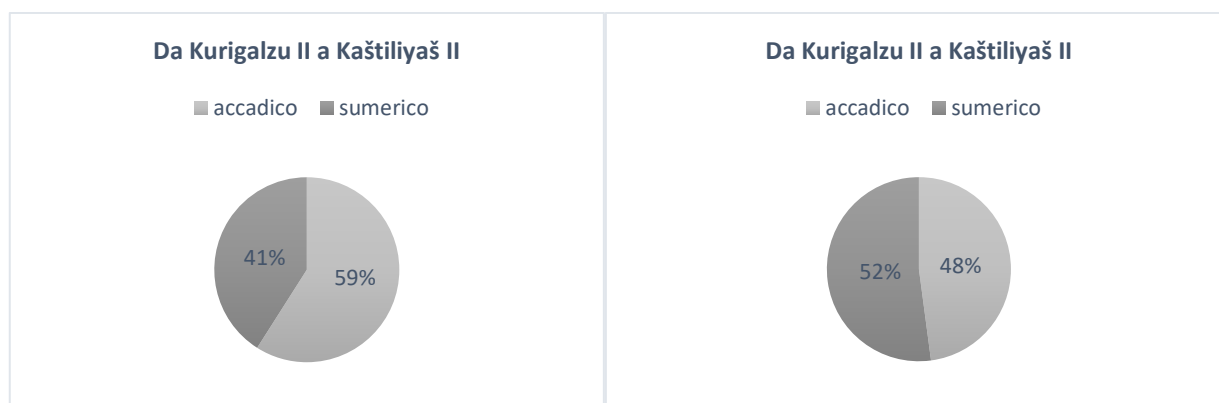 Da Kurigalzu II a Kaštiliyaš II
accadico sumerico
41%
59%
Da Kurigalzu II a Kaštiliyaš II
accadico sumerico
52%
48%